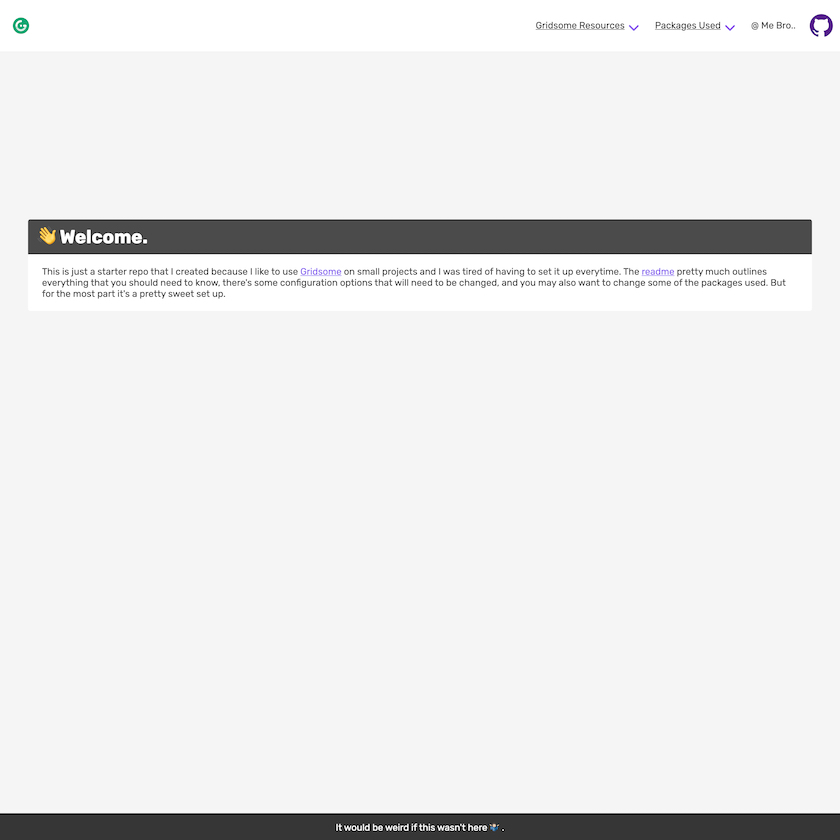 Gridsome Resources Packages Used @ Me Bro..
👋 Welcome.
This is just a starter repo that I created because I like to use Gridsome on small projects and I was tired of having to set it up everytime. The readme pretty much outlines
everything that you should need to know, there's some configuration options that will need to be changed, and you may also want to change some of the packages used. But
for the most part it's a pretty sweet set up.
It would be weird if this wasn't here .